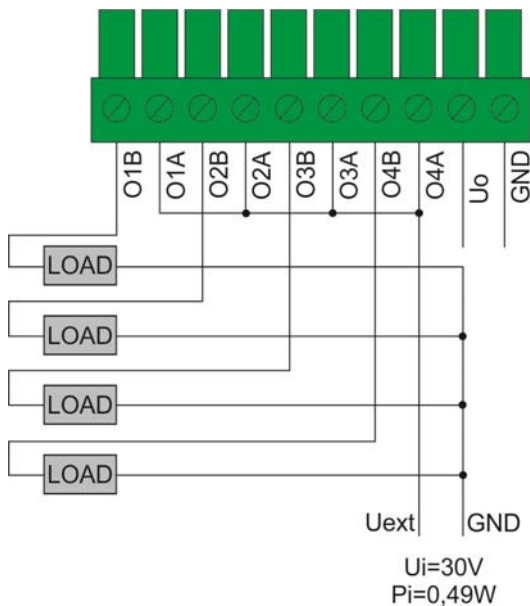 O1B
O1A
O2B
O2A
O3B
O3A
O4B
O4A
Uo
GND
LOAD
LOAD
LOAD
LOAD
Uext
GND
Ui=30V
Pi=0,49W